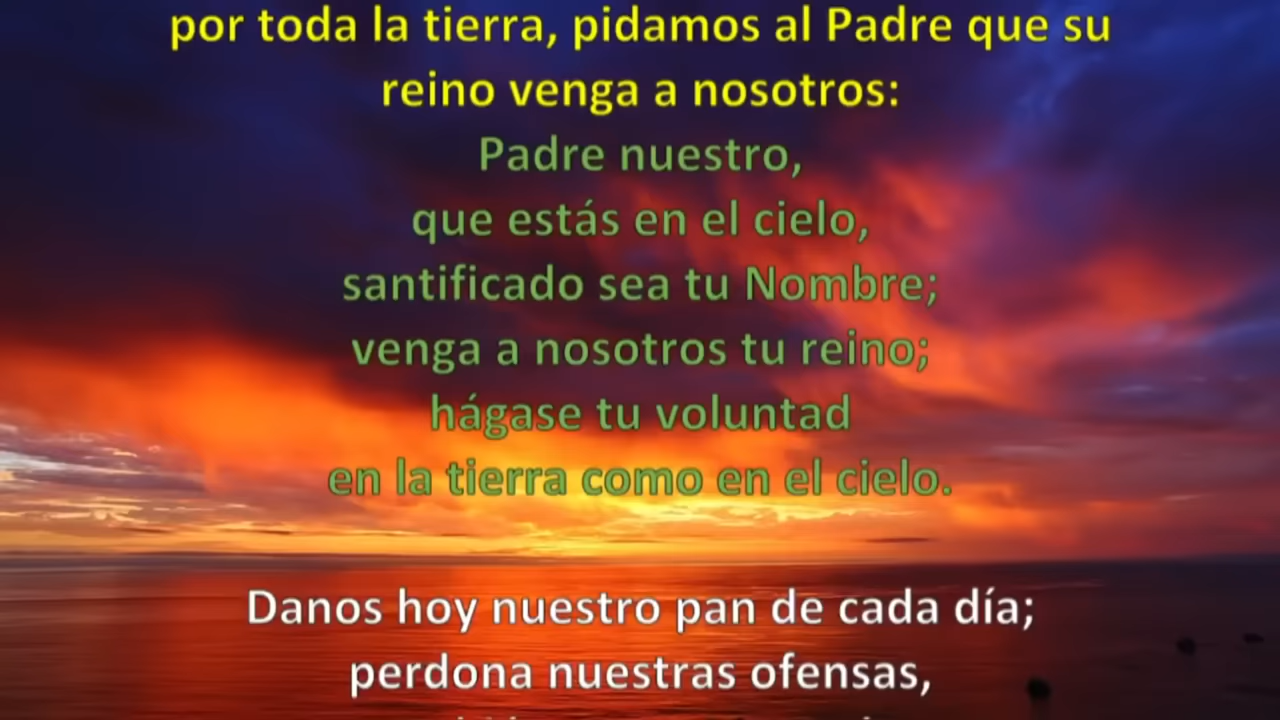 por toda la tierra, pidamos al Padre que su
reino venga a nosotros:
Padre nuestro,
que estás en el cielo,
santificado sea tu Nombre;
venga a nosotros tu reino;
hágase tu voluntad
en la tierra como en el cielo.
Danos hoy nuestro pan de cada día;
perdona nuestras ofensas,